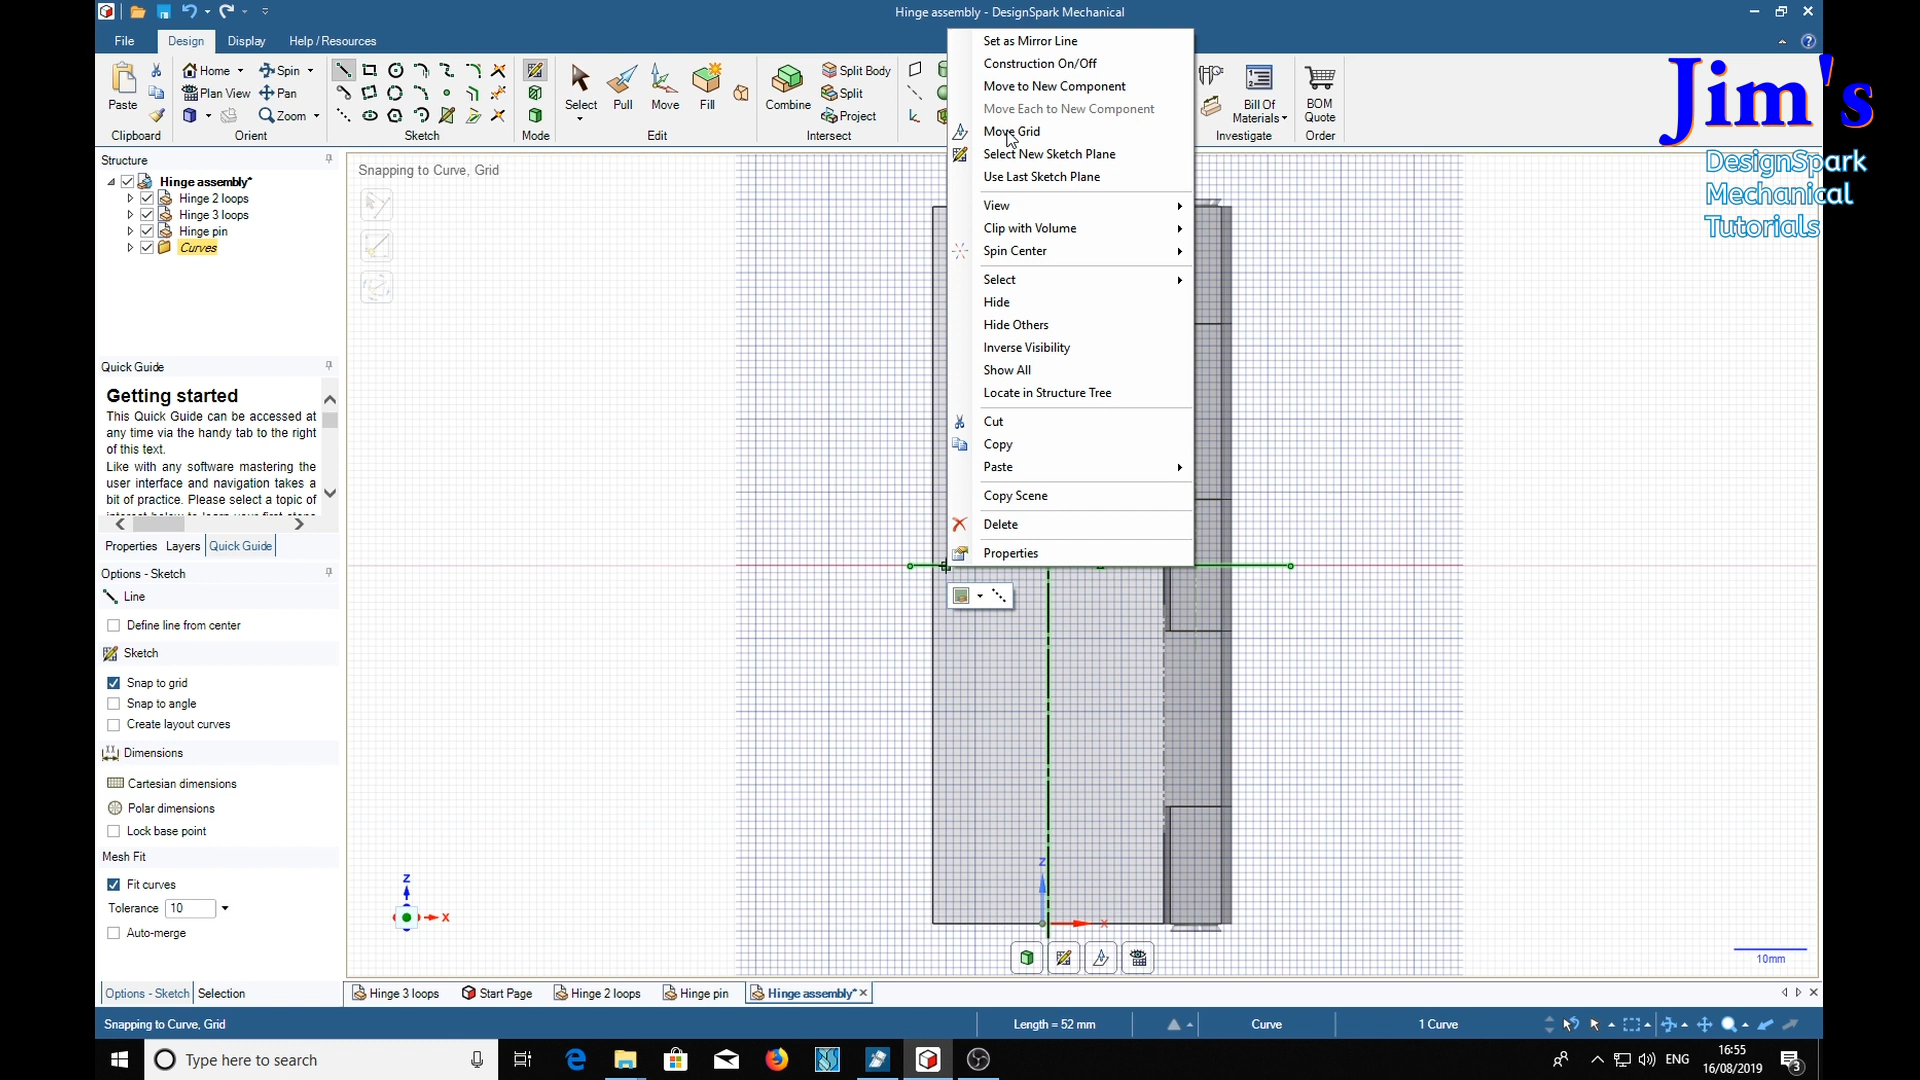 Hinge assembly - DesignSpark Mechanical
File
Design
Display
Help / Resources
Paste
Clipboard
Home
Plan View
Spin
Pan
Zoom
Orient
Sketch
Mode
Select
Pull
Move
Fill
Edit
Combine
Split Body
Split
Project
Intersect
Bill Of
Materials
Investigate
BOM
Quote
Order
Jim's
DesignSpark
Mechanical
Tutorials
Structure
Hinge assembly*
Hinge 2 loops
Hinge 3 loops
Hinge pin
Curves
Snapping to Curve, Grid
Set as Mirror Line
Construction On/Off
Move to New Component
Move Each to New Component
Move Grid
Select New Sketch Plane
Use Last Sketch Plane
View
Clip with Volume
Spin Center
Select
Hide
Hide Others
Inverse Visibility
Show All
Locate in Structure Tree
Cut
Copy
Paste
Copy Scene
Delete
Properties
Quick Guide
Getting started
This Quick Guide can be accessed at
any time via the handy tab to the right
of this text.
Like with any software mastering the
user interface and navigation takes a
bit of practice. Please select a topic of
Properties
Layers
Quick Guide
Options - Sketch
Line
Define line from center
Sketch
Snap to grid
Snap to angle
Create layout curves
Dimensions
Cartesian dimensions
Polar dimensions
Lock base point
Mesh Fit
Fit curves
Tolerance 10
Auto-merge
Z
X
Z
X
10mm
Options - Sketch
Selection
Hinge 3 loops
Start Page
Hinge 2 loops
Hinge pin
Hinge assembly*
Snapping to Curve, Grid
Length = 52 mm
Curve
1 Curve
Type here to search
ENG
16:55
16/08/2019
3